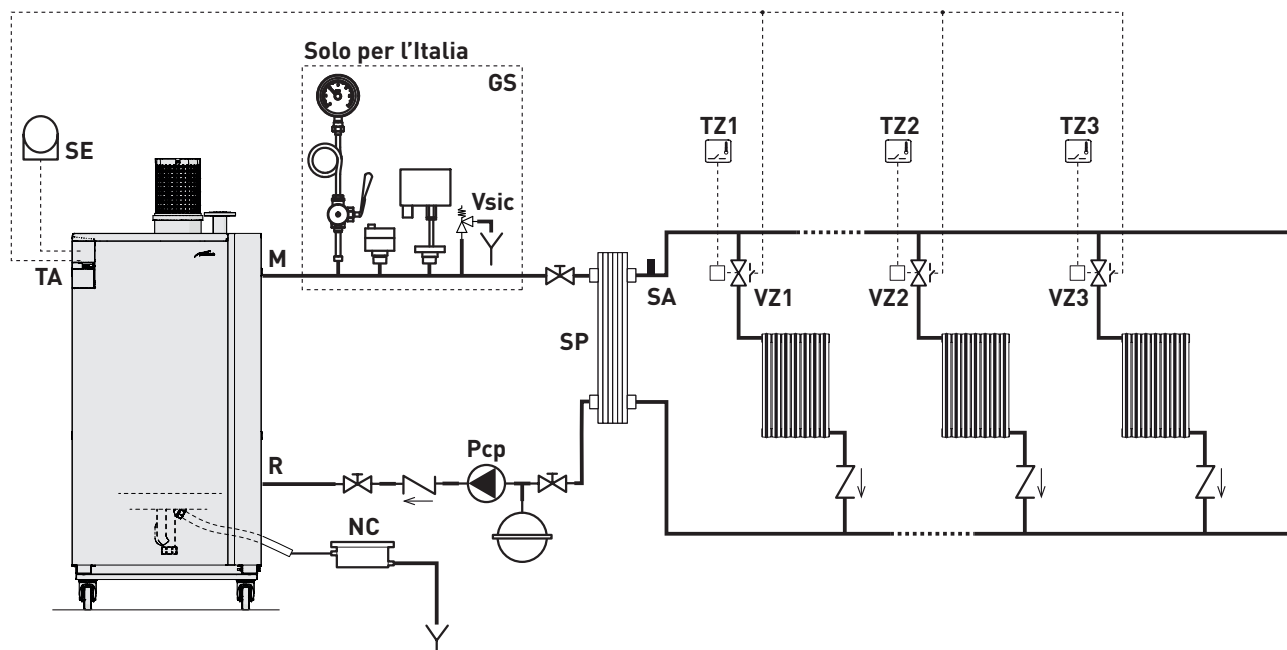 Solo per l'Italia
GS
SE
TZ1
TZ2
TZ3
Vsic
TA
M
SA
VZ1
VZ2
VZ3
SP
R
Pcp
NC